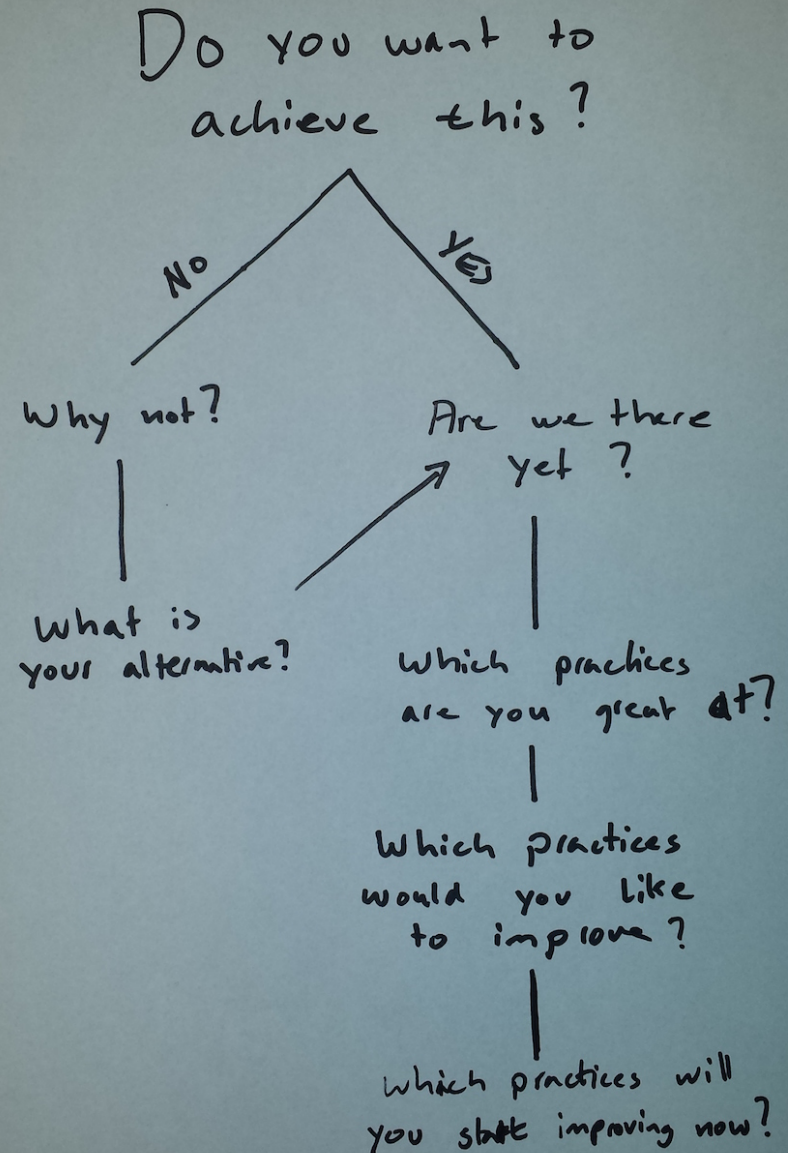 Do you want to
achieve this?
NO
YES
Why not?
Are we there
yet ?
What is
your alternative?
Which practices
are you great at?
Which practices
would you like
to improve?
Which practices will
you start improving now?